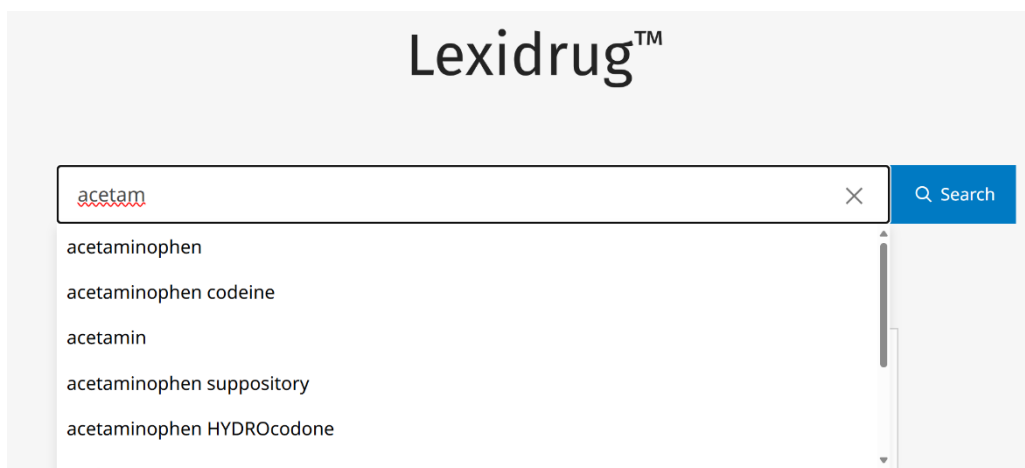 Lexidrug™
acetam
Search
acetaminophen
acetaminophen codeine
acetamin
acetaminophen suppository
acetaminophen HYDROcodone